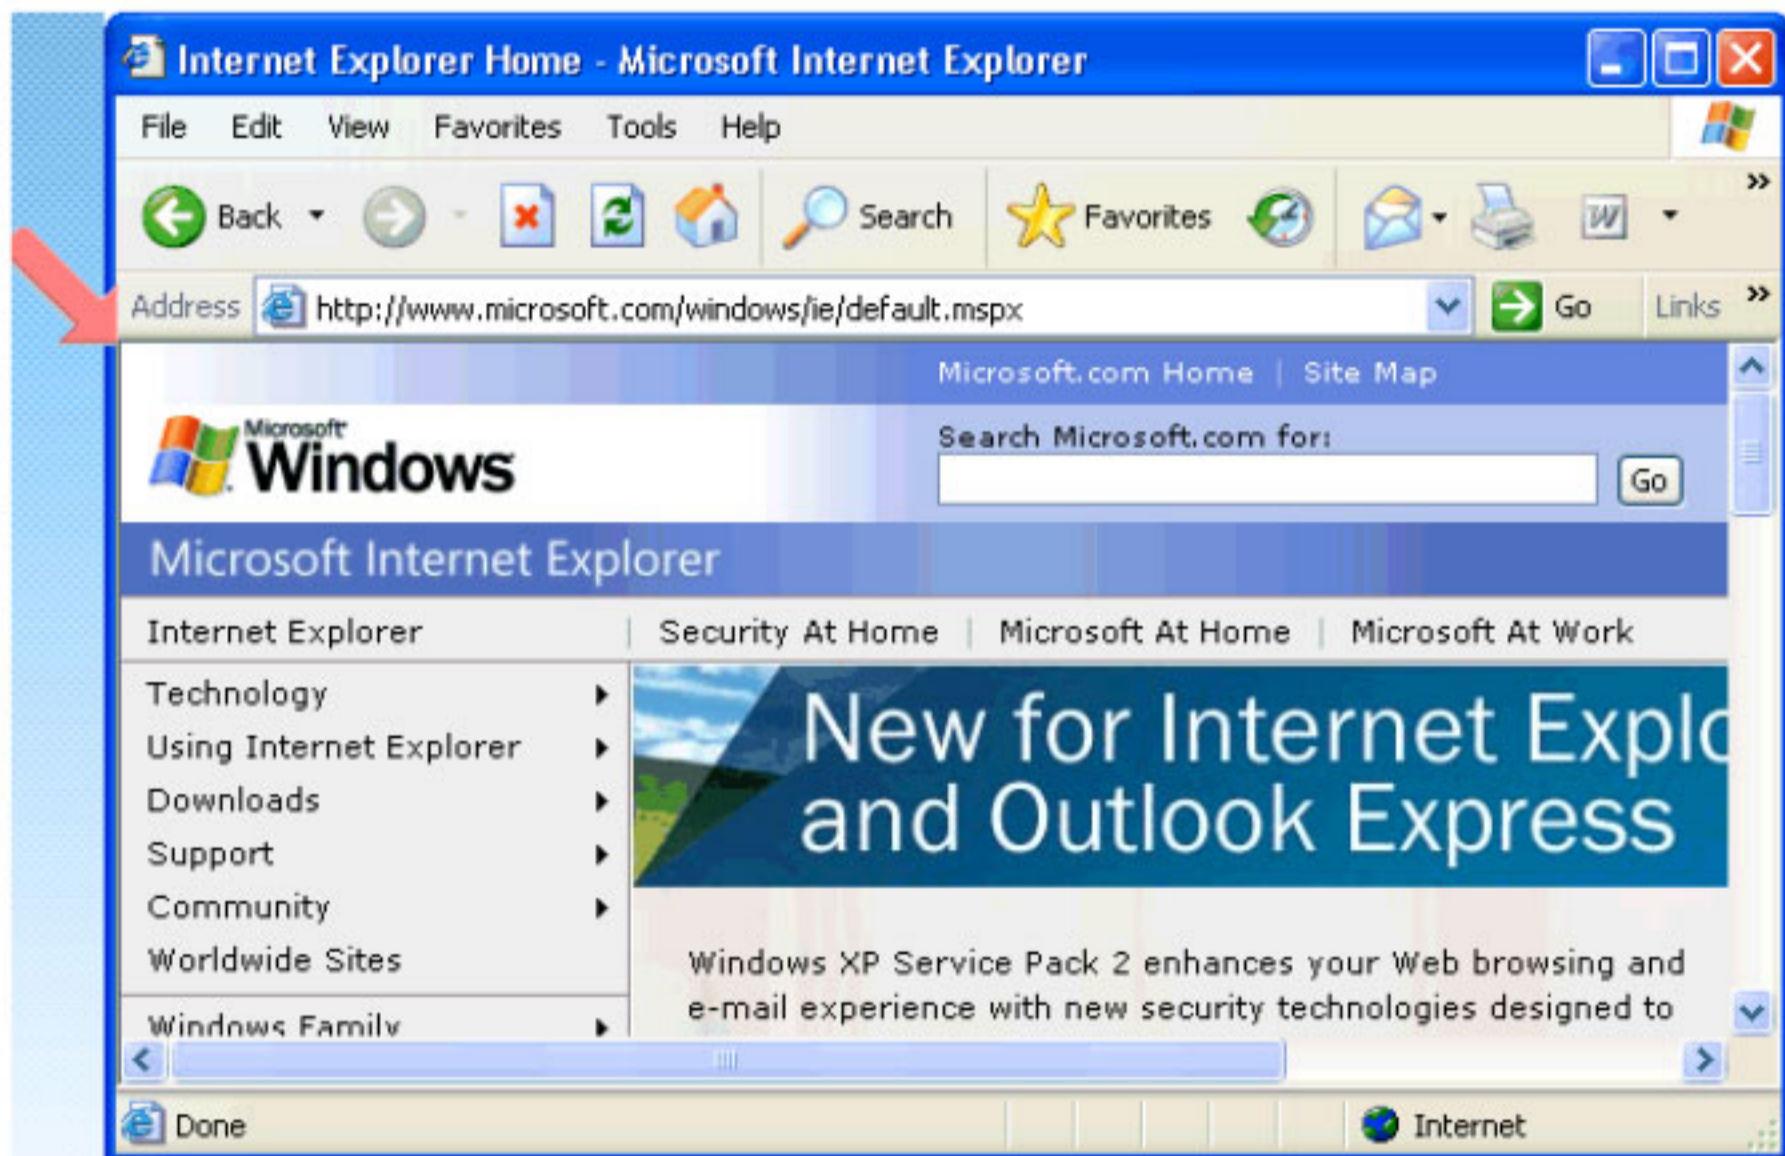 Internet Explorer Home - Microsoft Internet Explorer
File Edit View Favorites Tools Help
Back Search Favorites W
Address http://www.microsoft.com/windows/ie/default.mspx Go Links
Microsoft.com Home | Site Map
Microsoft Windows
Search Microsoft.com for:
Go
Microsoft Internet Explorer
Internet Explorer | Security At Home | Microsoft At Home | Microsoft At Work
Technology
Using Internet Explorer
Downloads
Support
Community
Worldwide Sites
Windows Family
New for Internet Explo
and Outlook Express
Windows XP Service Pack 2 enhances your Web browsing and
e-mail experience with new security technologies designed to
Done Internet